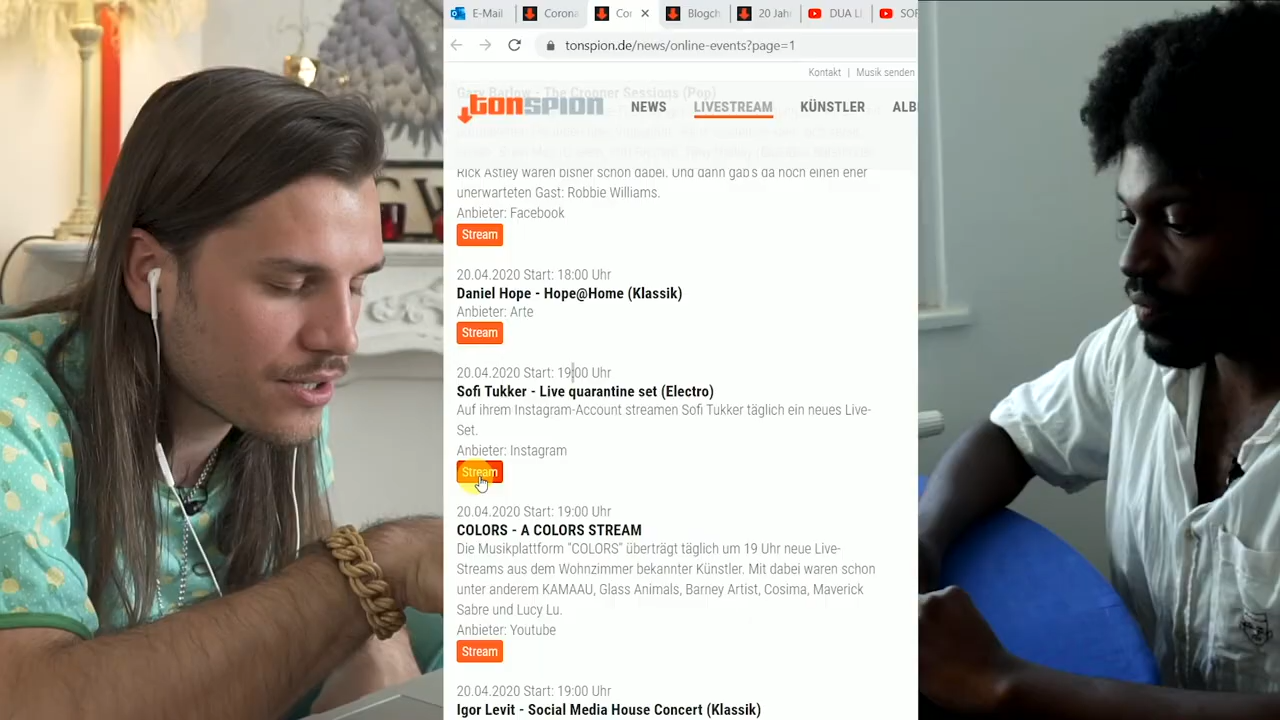 E-Mail
Corona
Cor
Blogch
20 Jah
DUA LI
SOF
tonspion.de/news/online-events?page=1
Kontakt | Musik senden
Gary Barlow - The Crooner Sessions (Pop)
tonspion
NEWS
LIVESTREAM
KÜNSTLER
ALB
Rick Astley waren bisher schon dabei. Und dann gab's da noch einen eher
unerwarteten Gast: Robbie Williams.
Anbieter: Facebook
Stream
20.04.2020 Start: 18:00 Uhr
Daniel Hope - Hope@Home (Klassik)
Anbieter: Arte
Stream
20.04.2020 Start: 19:00 Uhr
Sofi Tukker - Live quarantine set (Electro)
Auf ihrem Instagram-Account streamen Sofi Tukker täglich ein neues Live-
Set.
Anbieter: Instagram
Stream
20.04.2020 Start: 19:00 Uhr
COLORS - A COLORS STREAM
Die Musikplattform "COLORS" überträgt täglich um 19 Uhr neue Live-
Streams aus dem Wohnzimmer bekannter Künstler. Mit dabei waren schon
unter anderem KAMAAU, Glass Animals, Barney Artist, Cosima, Maverick
Sabre und Lucy Lu.
Anbieter: Youtube
Stream
20.04.2020 Start: 19:00 Uhr
Igor Levit - Social Media House Concert (Klassik)